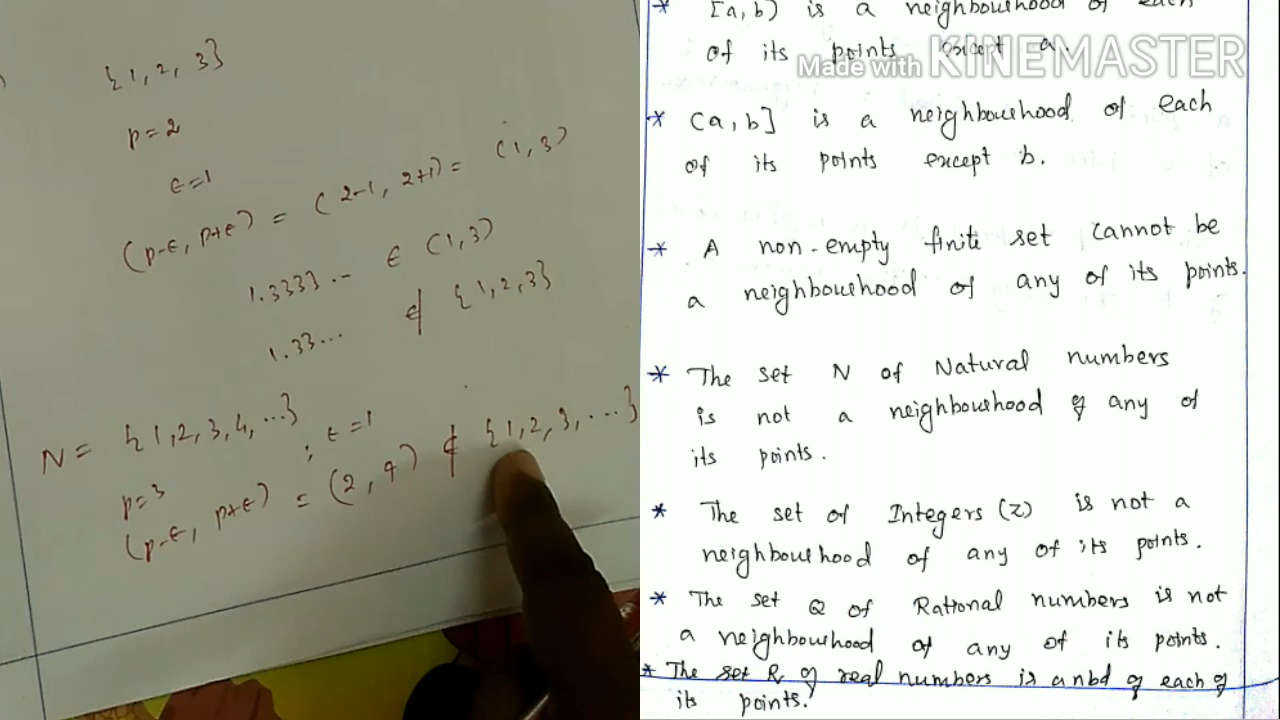 {1, 2, 3}
p=2
ϵ=1
(p-ϵ, p+ϵ) = (2-1, 2+1) = (1, 3)
1.3333.. ∈ (1, 3)
1.33... ∉ {1, 2, 3}
N = {1, 2, 3, 4, ...}
p=3 ; ϵ=1
(p-ϵ, p+ϵ) = (2, 4) ⊄ {1, 2, 3, ....}
* [a, b) is a neighbourhood of each
of its points except a.
Made with KINEMASTER
* (a, b] is a neighbourhood of each
of its points except b.
* A non-empty finite set cannot be
a neighbourhood of any of its points.
* The set N of Natural numbers
is not a neighbourhood of any of
its points.
* The set of Integers (Z) is not a
neighbourhood of any of its points.
* The set Q of Rational numbers is not
a neighbourhood of any of its points.
* The set R of real numbers is a nbd of each of
its points.